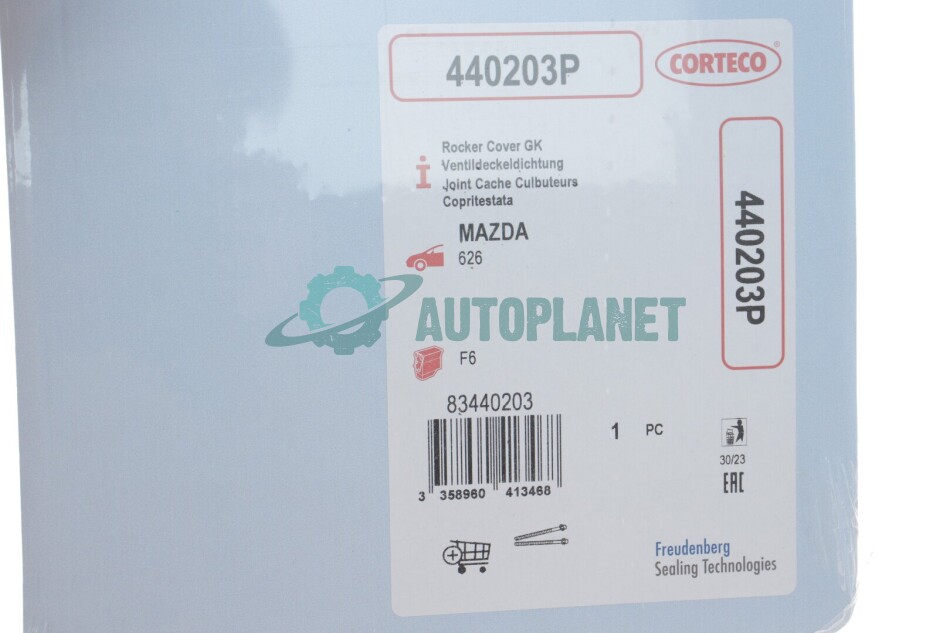 440203P
CORTECO
Rocker Cover GK
Ventildeckeldichtung
Joint Cache Culbuteurs
Copritestata
440203P
MAZDA
626
AUTOPLANET
F6
83440203
1 PC
3 358960 413468
30/23
EAC
Freudenberg
Sealing Technologies